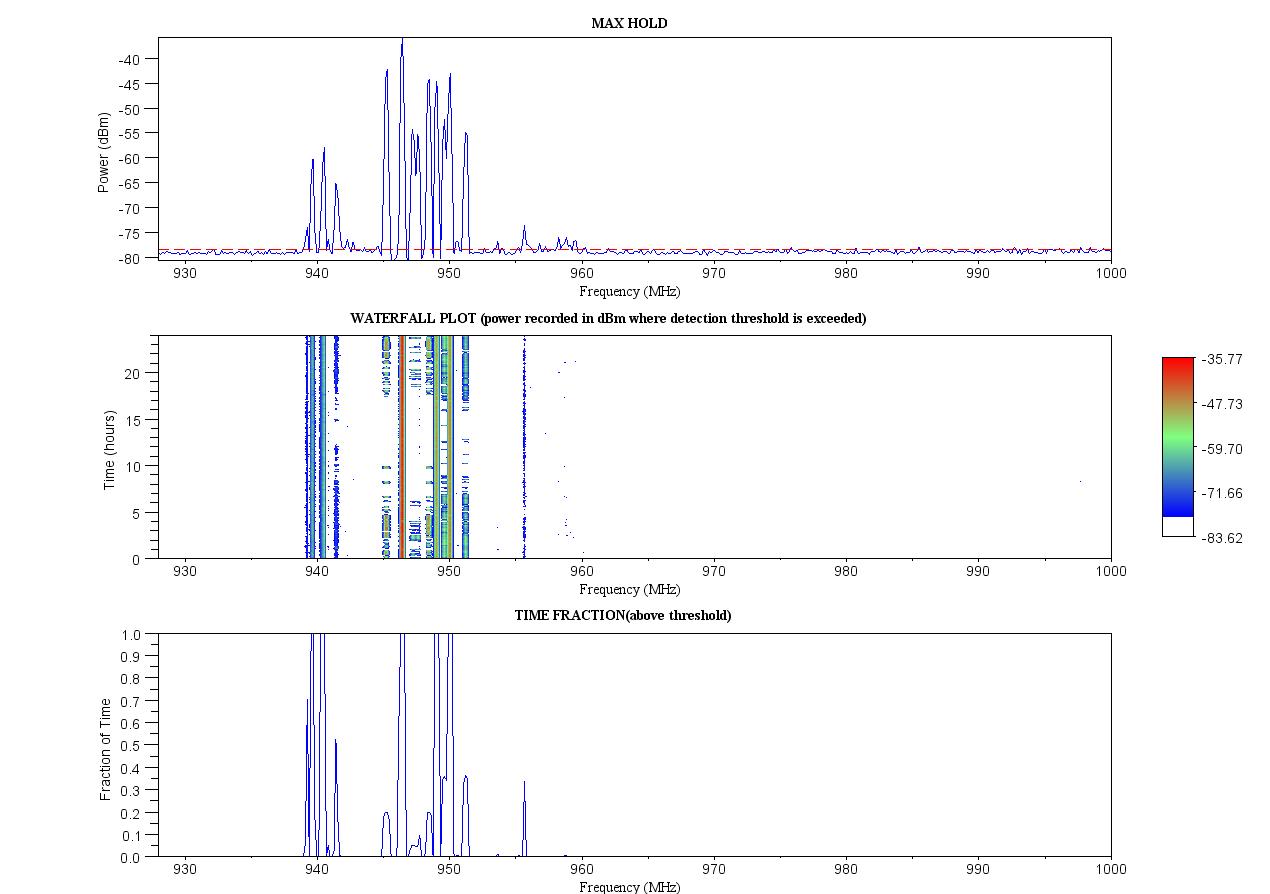 MAX HOLD
-40
-45
-50
-55
-60
-65
-70
-75
-80
Power (dBm)
930 940 950 960 970 980 990 1000
Frequency (MHz)
WATERFALL PLOT (power recorded in dBm where detection threshold is exceeded)
20
15
10
5
0
Time (hours)
930 940 950 960 970 980 990 1000
Frequency (MHz)
-35.77
-47.73
-59.70
-71.66
-83.62
TIME FRACTION(above threshold)
1.0
0.9
0.8
0.7
0.6
0.5
0.4
0.3
0.2
0.1
0.0
Fraction of Time
930 940 950 960 970 980 990 1000
Frequency (MHz)